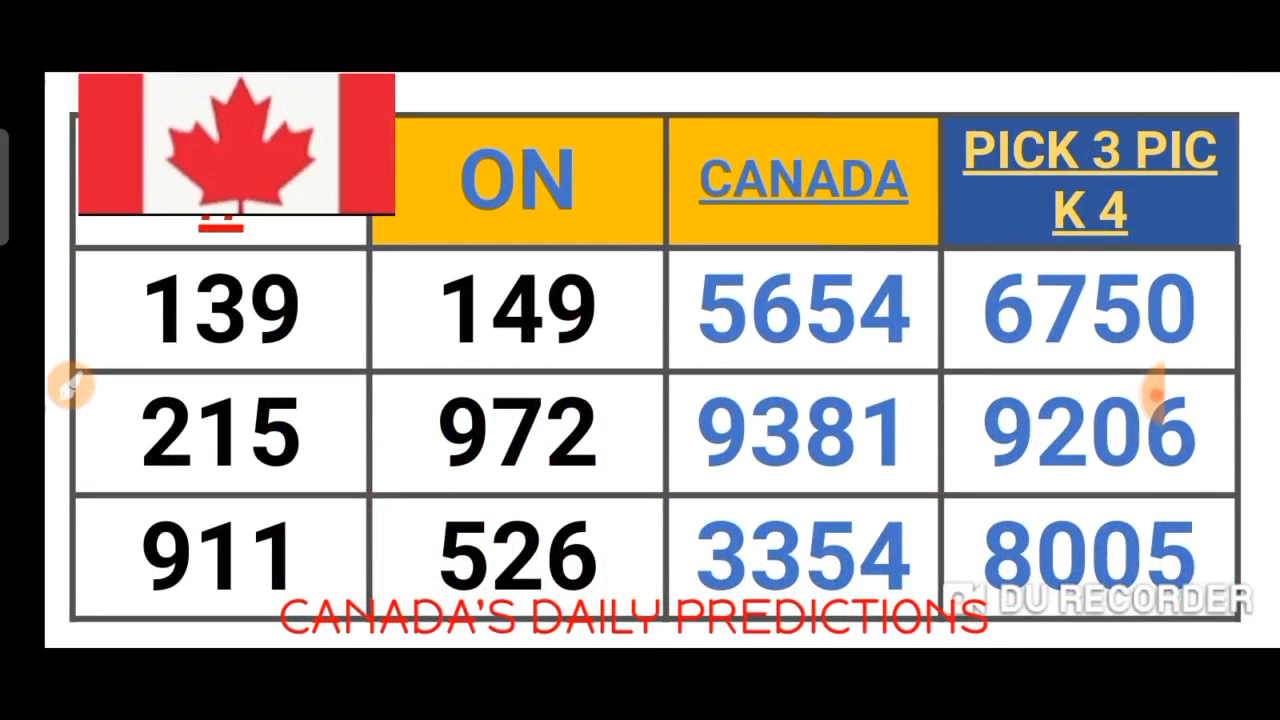 ON
CANADA
PICK 3 PIC
K 4
139 149 5654 6750
215 972 9381 9206
911 526 3354 8005
DU RECORDER
CANADA'S DAILY PREDICTIONS